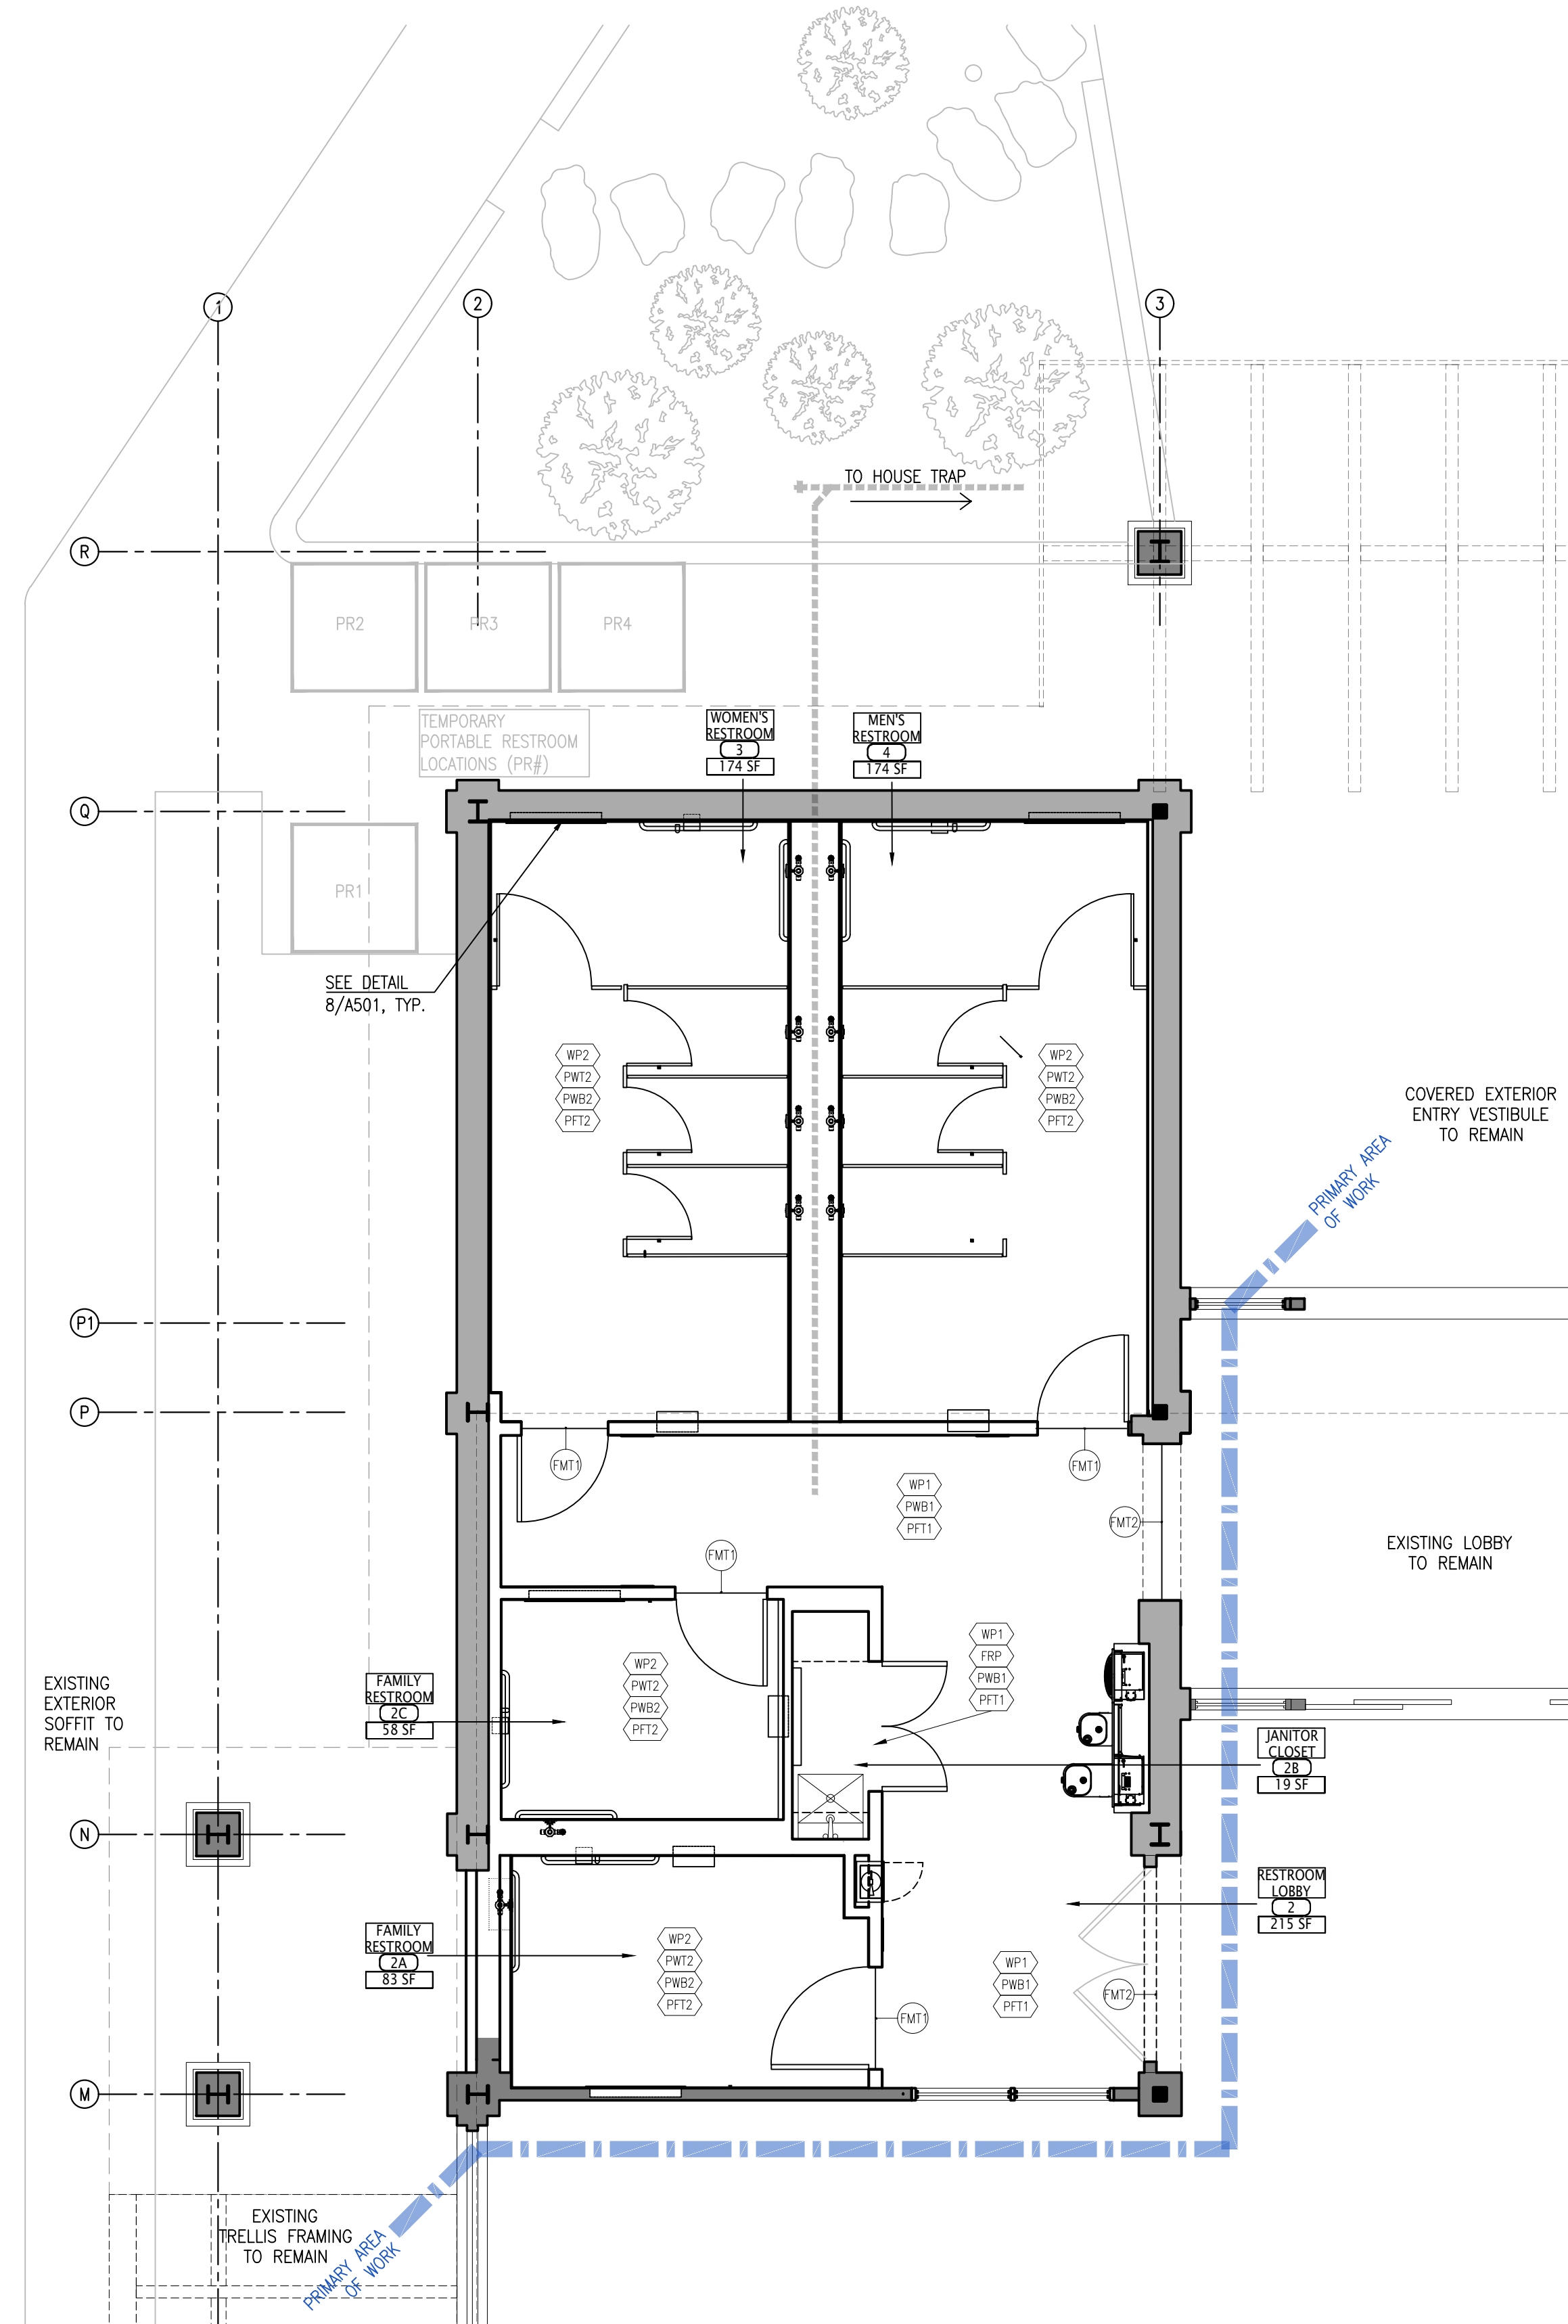 1
2
3
TO HOUSE TRAP
R
PR2
PR3
PR4
TEMPORARY
PORTABLE RESTROOM
LOCATIONS (PR#)
WOMEN'S
RESTROOM
3
174 SF
MEN'S
RESTROOM
4
174 SF
Q
PR1
SEE DETAIL
8/A501, TYP.
WP2
PWT2
PWB2
PFT2
WP2
PWT2
PWB2
PFT2
COVERED EXTERIOR
ENTRY VESTIBULE
TO REMAIN
PRIMARY AREA
OF WORK
P1
P
FMT1
FMT1
WP1
PWB1
PFT1
FMT2
EXISTING LOBBY
TO REMAIN
FMT1
WP1
FRP
PWB1
PFT1
WP2
PWT2
PWB2
PFT2
EXISTING
EXTERIOR
SOFFIT TO
REMAIN
FAMILY
RESTROOM
2C
58 SF
JANITOR
CLOSET
2B
19 SF
N
RESTROOM
LOBBY
2
215 SF
FAMILY
RESTROOM
2A
83 SF
WP2
PWT2
PWB2
PFT2
WP1
PWB1
PFT1
FMT2
FMT1
M
EXISTING
TRELLIS FRAMING
TO REMAIN
PRIMARY AREA
OF WORK